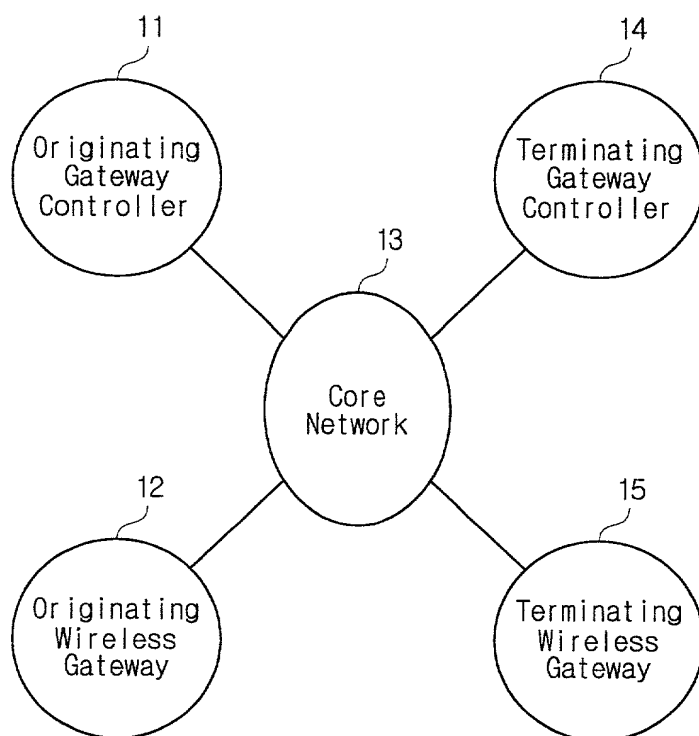 11
Originating
Gateway
Controller
14
Terminating
Gateway
Controller
13
Core
Network
12
Originating
Wireless
Gateway
15
Terminating
Wireless
Gateway